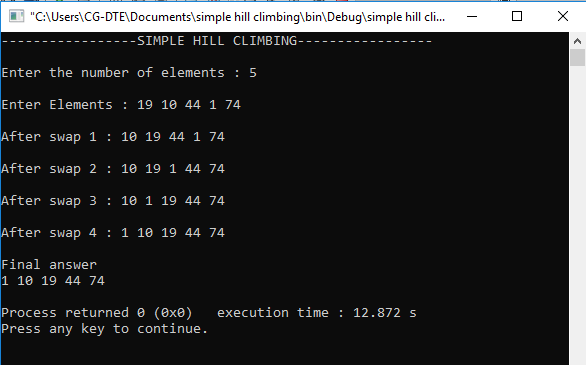 "C:\Users\CG-DTE\Documents\simple hill climbing\bin\Debug\simple hill cli...
-----------------SIMPLE HILL CLIMBING-----------------
Enter the number of elements : 5
Enter Elements : 19 10 44 1 74
After swap 1 : 10 19 44 1 74
After swap 2 : 10 19 1 44 74
After swap 3 : 10 1 19 44 74
After swap 4 : 1 10 19 44 74
Final answer
1 10 19 44 74
Process returned 0 (0x0)   execution time : 12.872 s
Press any key to continue.